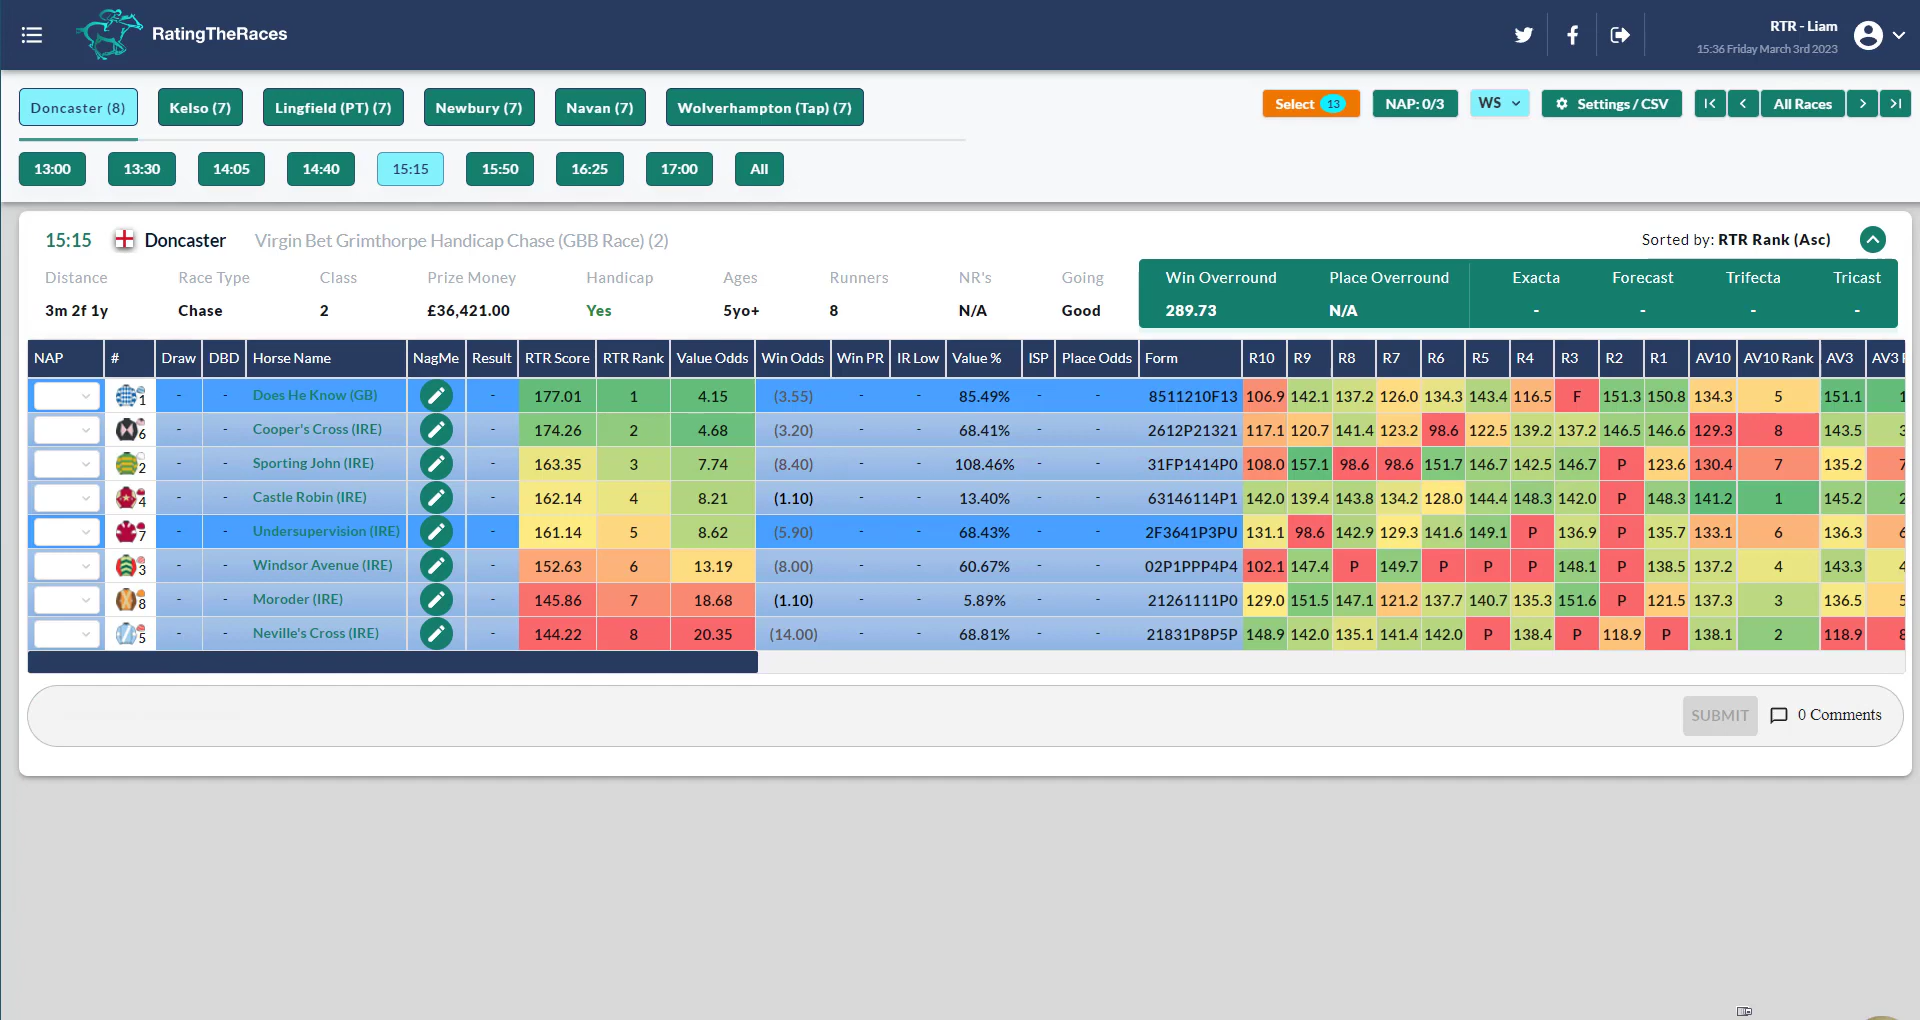 RatingTheRaces
RTR - Liam
15:36 Friday March 3rd 2023
Doncaster (8) Kelso (7) Lingfield (PT) (7) Newbury (7) Navan (7) Wolverhampton (Tap) (7)
Select 13 NAP: 0/3 WS Settings / CSV All Races
13:00 13:30 14:05 14:40 15:15 15:50 16:25 17:00 All
15:15 Doncaster Virgin Bet Grimthorpe Handicap Chase (GBB Race) (2)
Sorted by: RTR Rank (Asc)
Distance Race Type Class Prize Money Handicap Ages Runners NR's Going Win Overround Place Overround Exacta Forecast Trifecta Tricast
3m 2f 1y Chase 2 £36,421.00 Yes 5yo+ 8 N/A Good 289.73 N/A - - - -
NAP # Draw DBD Horse Name NagMe Result RTR Score RTR Rank Value Odds Win Odds Win PR IR Low Value % ISP Place Odds Form R10 R9 R8 R7 R6 R5 R4 R3 R2 R1 AV10 AV10 Rank AV3 AV3
1 - - Does He Know (GB) - 177.01 1 4.15 (3.55) - - 85.49% - - 8511210F13 106.9 142.1 137.2 126.0 134.3 143.4 116.5 F 151.3 150.8 134.3 5 151.1 1
6 - - Cooper's Cross (IRE) - 174.26 2 4.68 (3.20) - - 68.41% - - 2612P21321 117.1 120.7 141.4 123.2 98.6 122.5 139.2 137.2 146.5 146.6 129.3 8 143.5 3
2 - - Sporting John (IRE) - 163.35 3 7.74 (8.40) - - 108.46% - - 31FP1414P0 108.0 157.1 98.6 98.6 151.7 146.7 142.5 146.7 P 123.6 130.4 7 135.2 7
4 - - Castle Robin (IRE) - 162.14 4 8.21 (1.10) - - 13.40% - - 63146114P1 142.0 139.4 143.8 134.2 128.0 144.4 148.3 142.0 P 148.3 141.2 1 145.2 2
7 - - Undersupervision (IRE) - 161.14 5 8.62 (5.90) - - 68.43% - - 2F3641P3PU 131.1 98.6 142.9 129.3 141.6 149.1 P 136.9 P 135.7 133.1 6 136.3 6
3 - - Windsor Avenue (IRE) - 152.63 6 13.19 (8.00) - - 60.67% - - 02P1PPP4P4 102.1 147.4 P 149.7 P P P 148.1 P 138.5 137.2 4 143.3 4
8 - - Moroder (IRE) - 145.86 7 18.68 (1.10) - - 5.89% - - 21261111P0 129.0 151.5 147.1 121.2 137.7 140.7 135.3 151.6 P 121.5 137.3 3 136.5 5
5 - - Neville's Cross (IRE) - 144.22 8 20.35 (14.00) - - 68.81% - - 21831P8P5P 148.9 142.0 135.1 141.4 142.0 P 138.4 P 118.9 P 138.1 2 118.9 8
SUBMIT 0 Comments